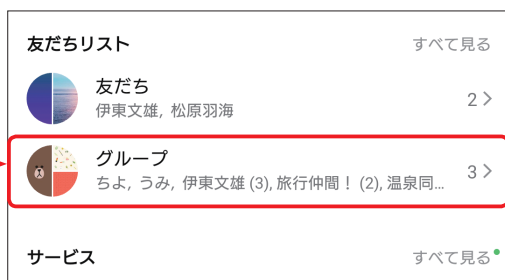 友だちリスト すべて見る
友だち
伊東文雄, 松原羽海 2 >
グループ
ちよ, うみ, 伊東文雄 (3), 旅行仲間！ (2), 温泉同... 3 >
サービス すべて見る